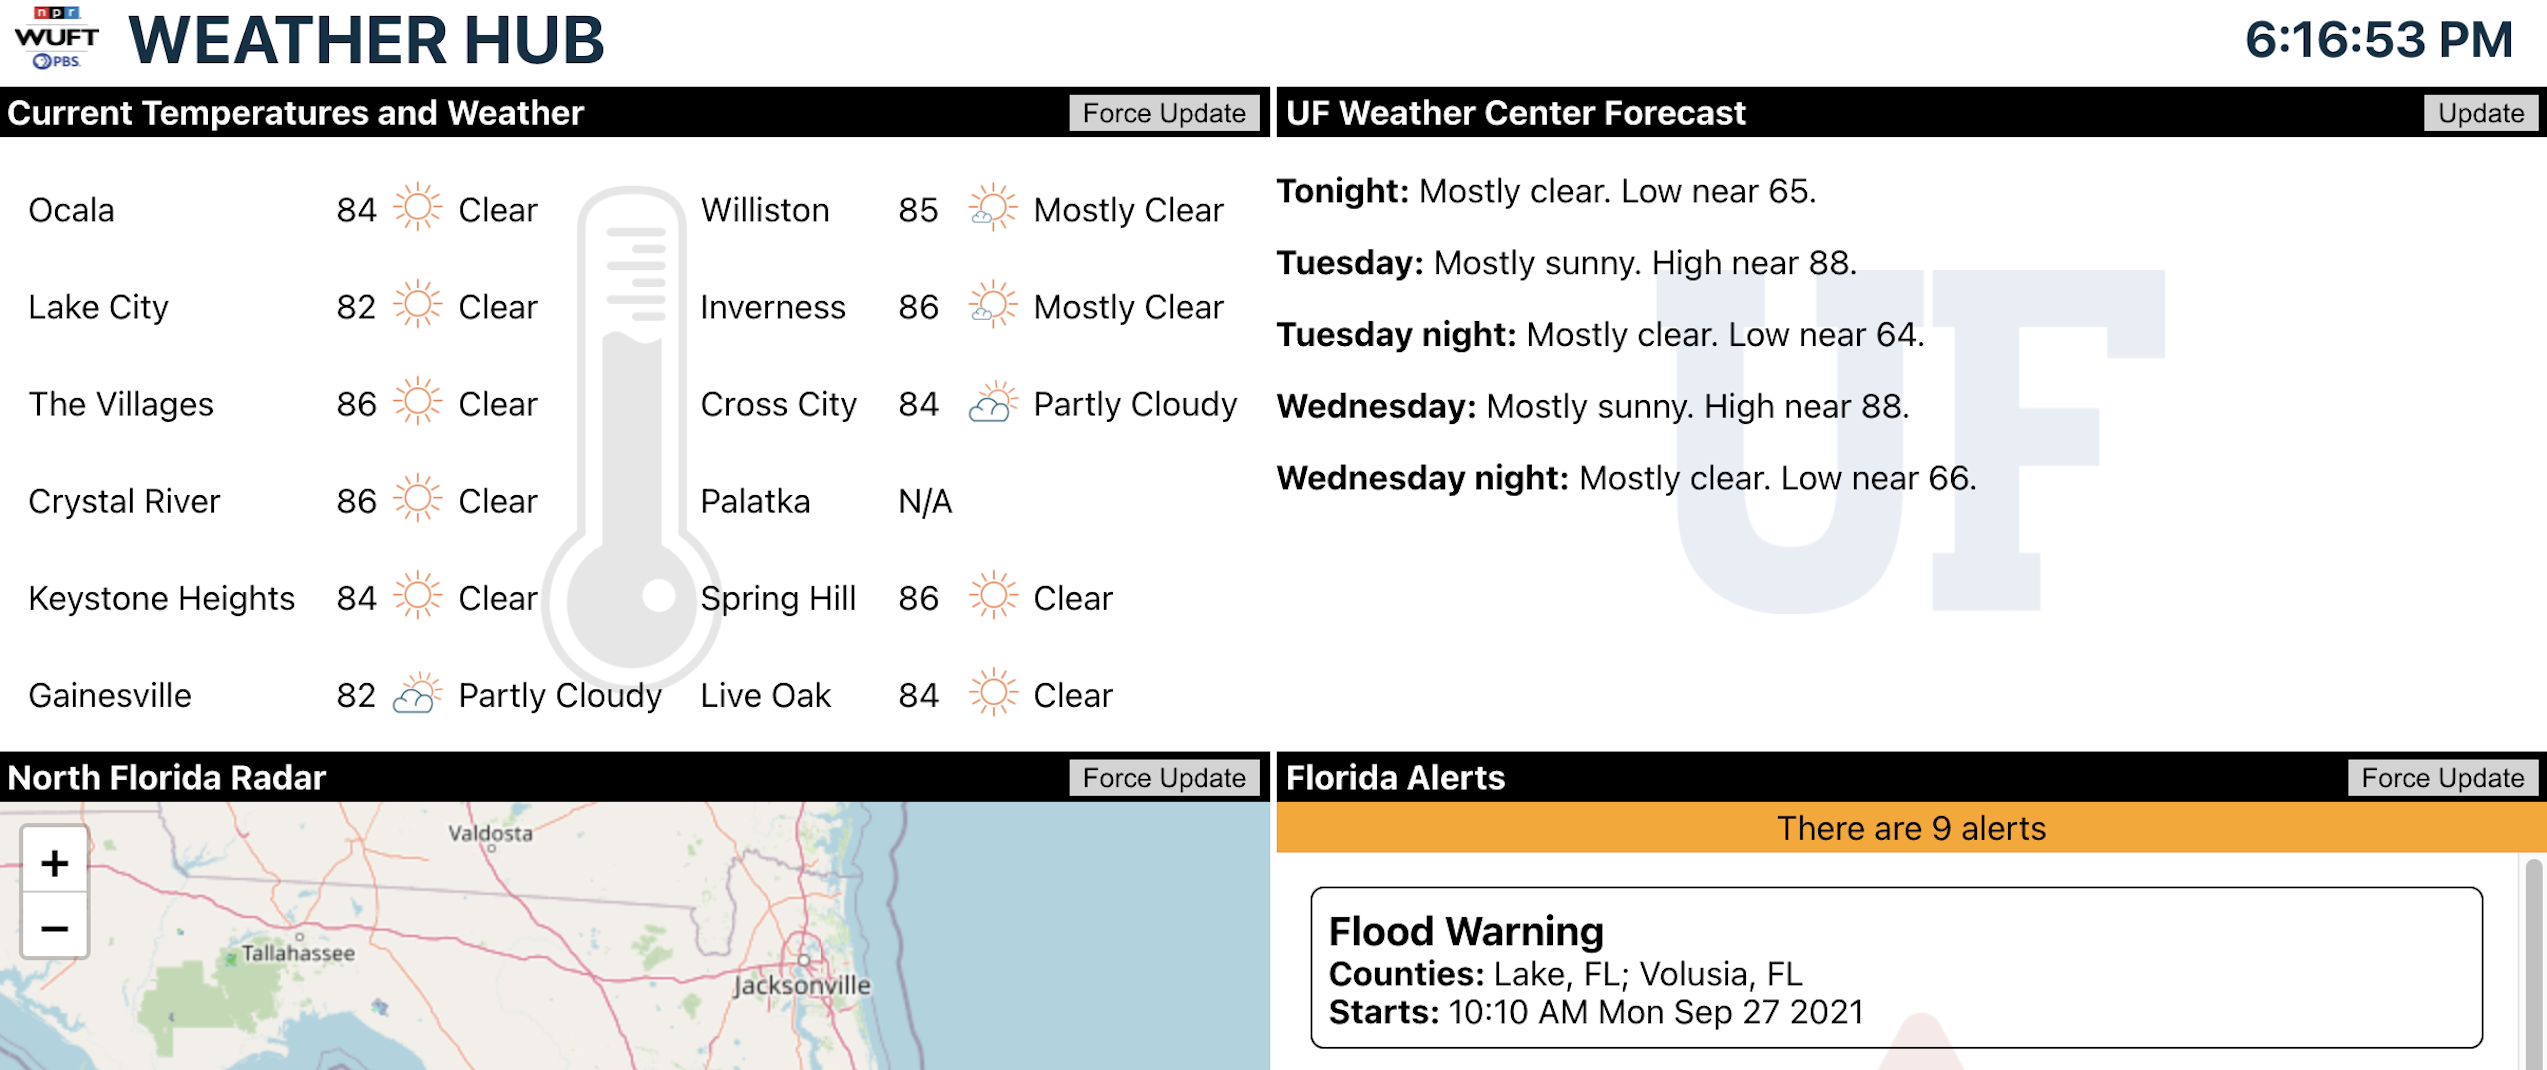 npr
WUFT
PBS
WEATHER HUB
6:16:53 PM
Current Temperatures and Weather
Force Update
Ocala 84 Clear
Williston 85 Mostly Clear
Lake City 82 Clear
Inverness 86 Mostly Clear
The Villages 86 Clear
Cross City 84 Partly Cloudy
Crystal River 86 Clear
Palatka N/A
Keystone Heights 84 Clear
Spring Hill 86 Clear
Gainesville 82 Partly Cloudy
Live Oak 84 Clear
UF Weather Center Forecast
Update
Tonight: Mostly clear. Low near 65.
Tuesday: Mostly sunny. High near 88.
Tuesday night: Mostly clear. Low near 64.
Wednesday: Mostly sunny. High near 88.
Wednesday night: Mostly clear. Low near 66.
UF
North Florida Radar
Force Update
+
−
Valdosta
Tallahassee
Jacksonville
Florida Alerts
Force Update
There are 9 alerts
Flood Warning
Counties: Lake, FL; Volusia, FL
Starts: 10:10 AM Mon Sep 27 2021